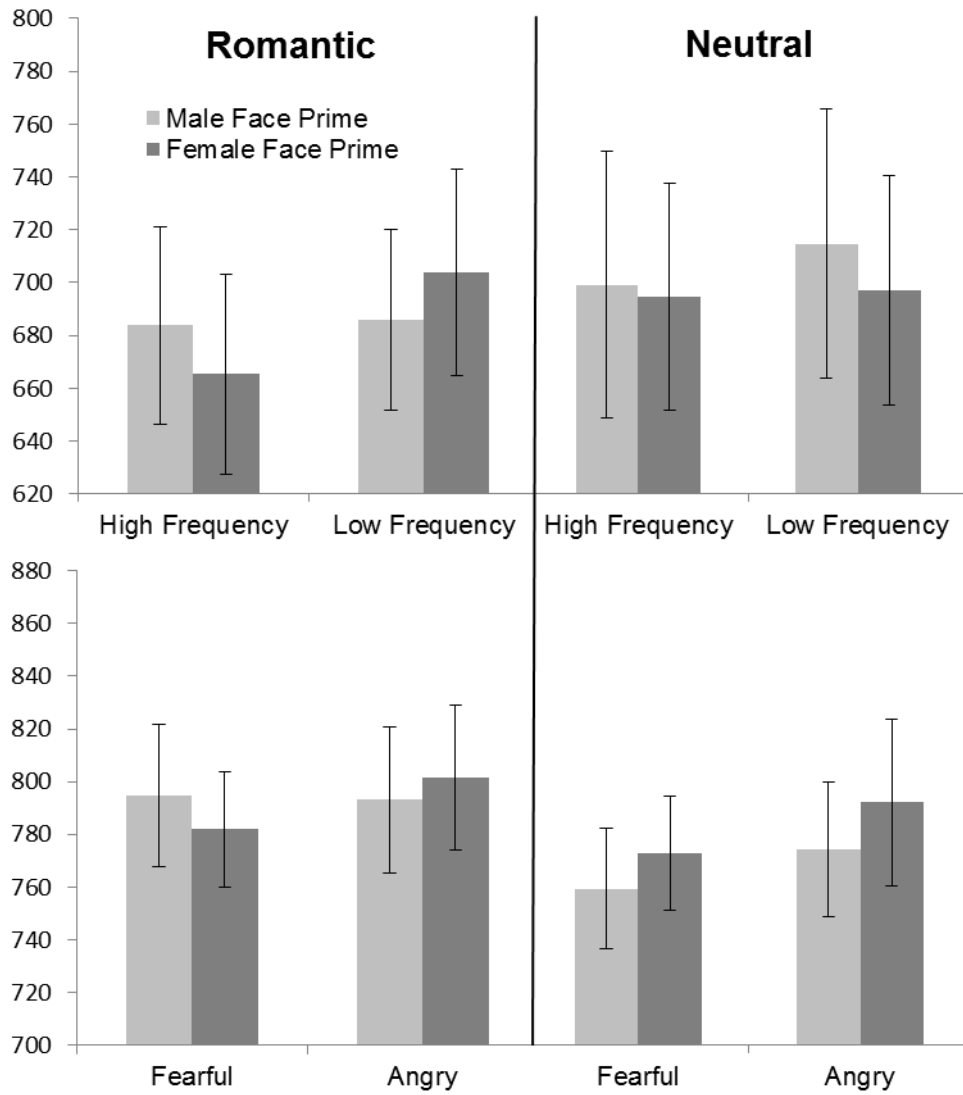 800
Romantic
Neutral
780
760
Male Face Prime
Female Face Prime
740
720
700
680
660
640
620
High Frequency
Low Frequency
High Frequency
Low Frequency
880
860
840
820
800
780
760
740
720
700
Fearful
Angry
Fearful
Angry